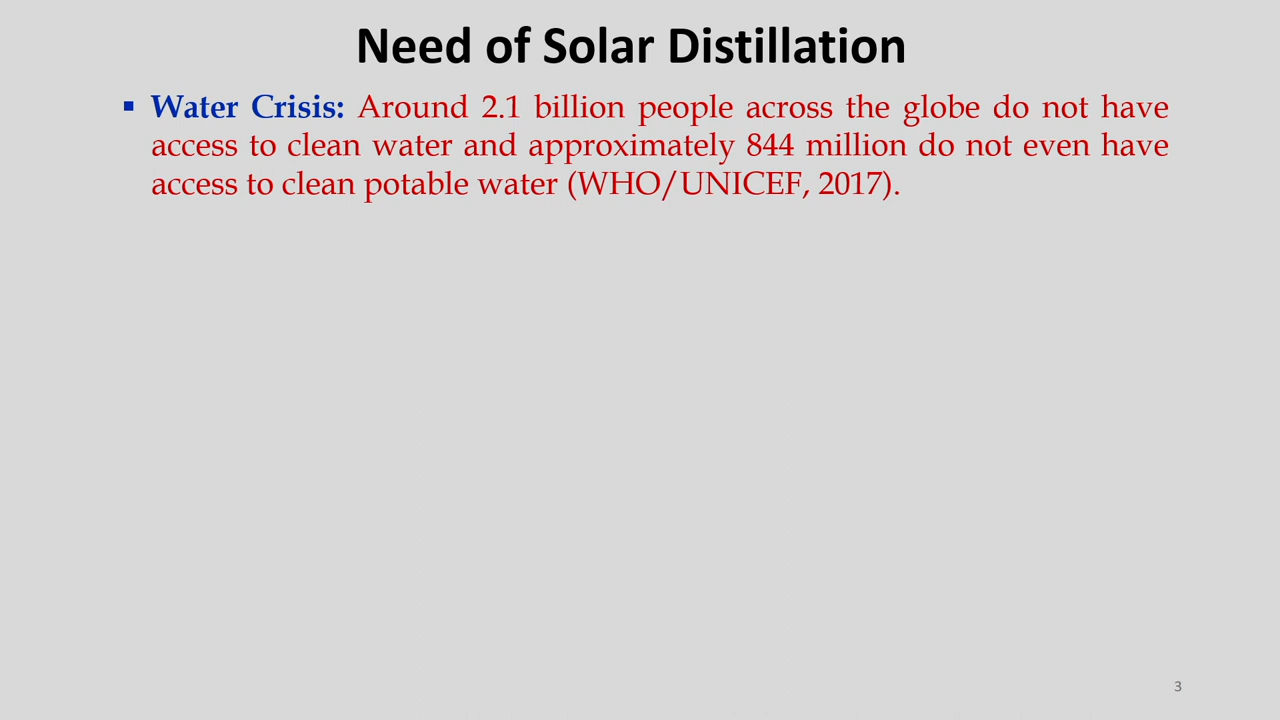 Need of Solar Distillation
▪ Water Crisis: Around 2.1 billion people across the globe do not have
access to clean water and approximately 844 million do not even have
access to clean potable water (WHO/UNICEF, 2017).
3